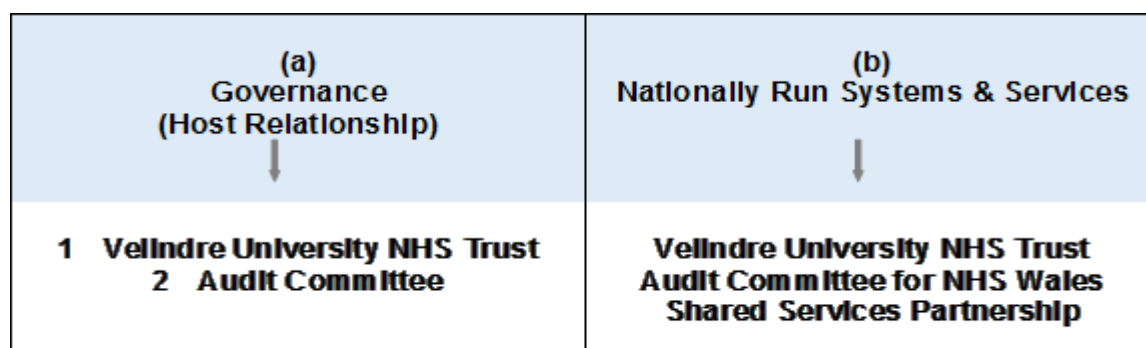 (a)
Governance
(Host Relationship)
1 Velindre University NHS Trust
2 Audit Committee
(b)
Nationally Run Systems & Services
Velindre University NHS Trust
Audit Committee for NHS Wales
Shared Services Partnership